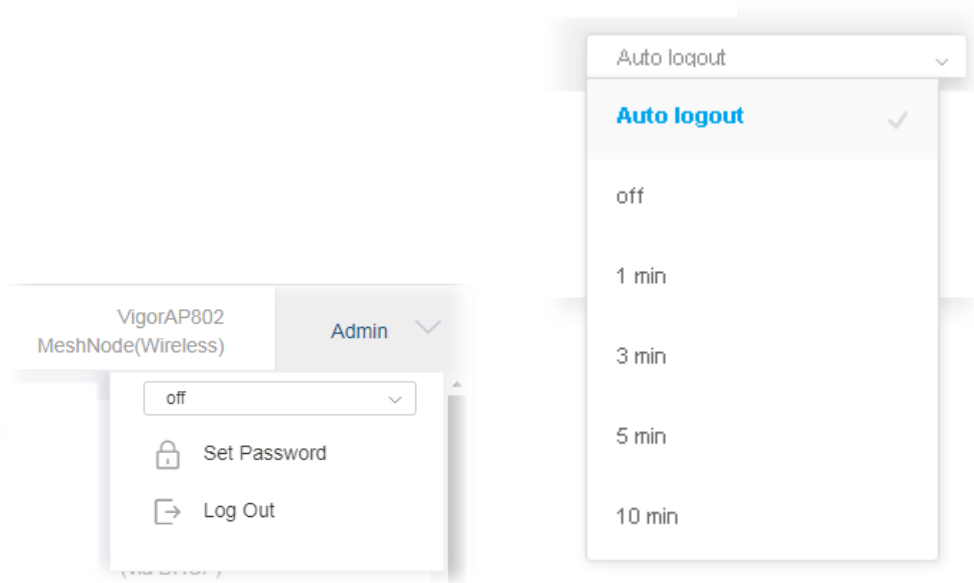 VigorAP802
MeshNode(Wireless)
Admin
off
Set Password
Log Out
Auto logout
Auto logout
off
1 min
3 min
5 min
10 min